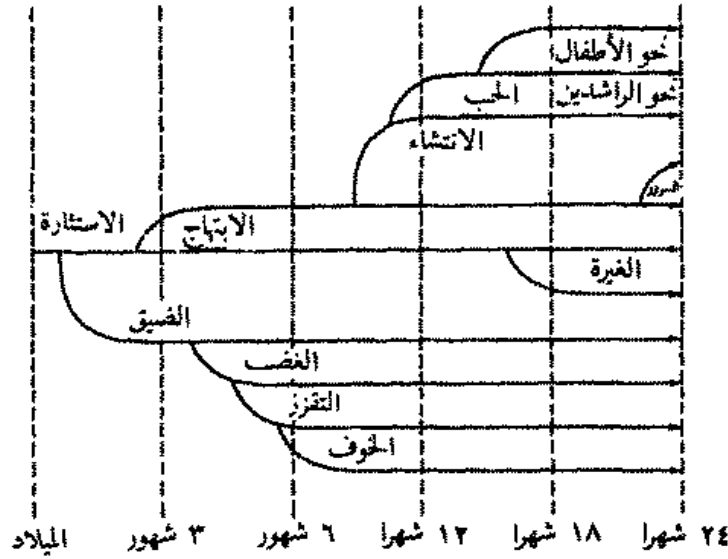 نحو الأطفال
الحب
نحو الراشدين
الانتشاء
السرور
الاستثارة
الابتهاج
الغيرة
الضيق
الغضب
التقزز
الخوف
الميلاد
٣ شهور
٦ شهور
١٢ شهرا
١٨ شهرا
٢٤ شهرا